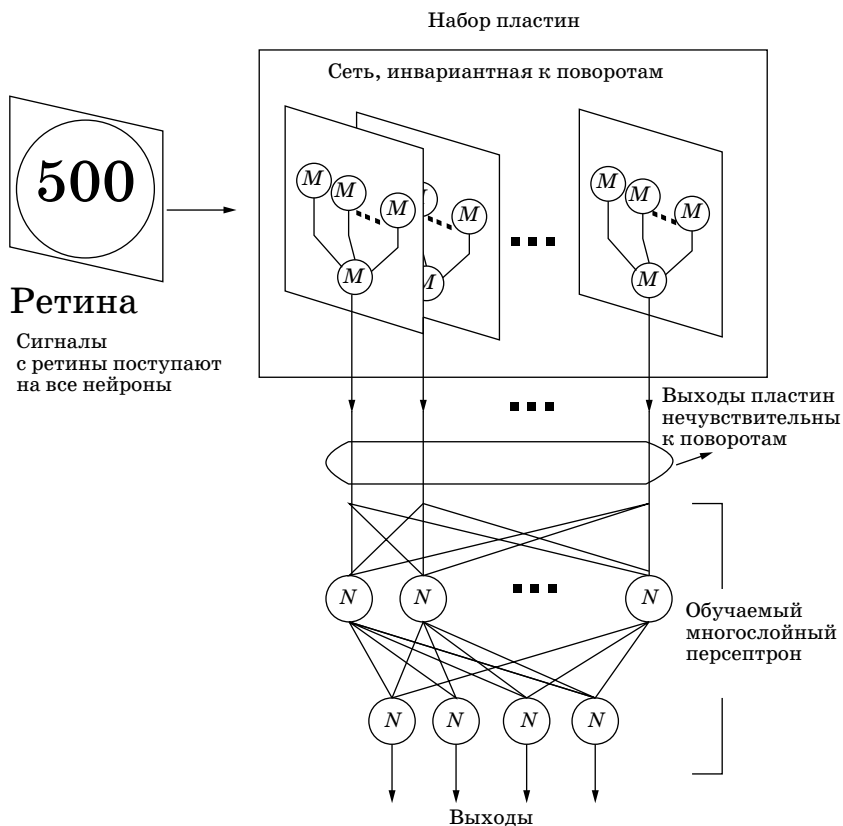 Набор пластин
Сеть, инвариантная к поворотам
500
M
M
M
M
M
M
M
M
M
M
M
Ретина
Сигналы
с ретины поступают
на все нейроны
Выходы пластин
нечувствительны
к поворотам
N
N
N
Обучаемый
многослойный
персептрон
N
N
N
N
Выходы